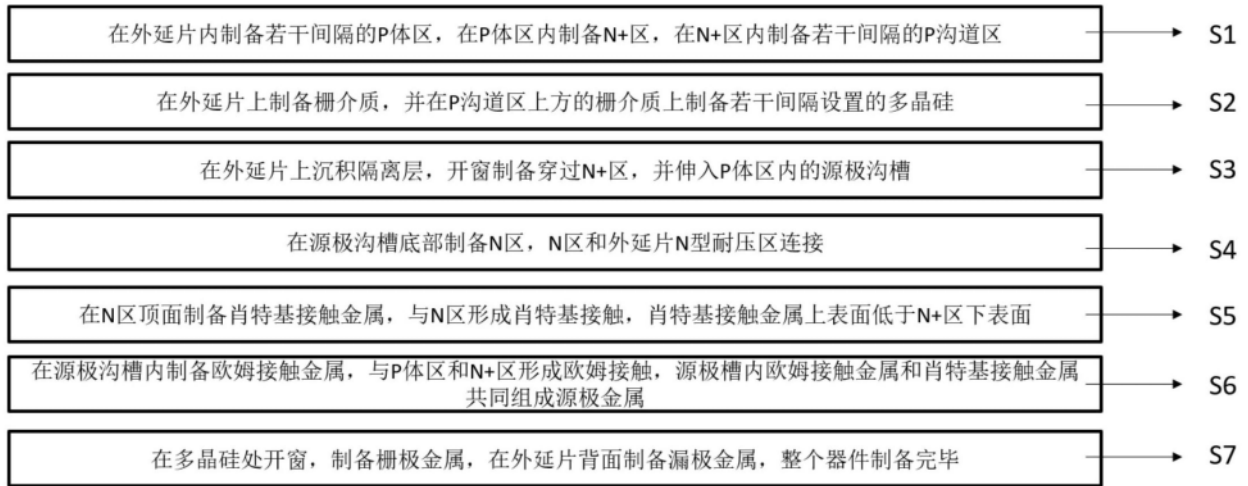 在外延片内制备若干间隔的P体区，在P体区内制备N+区，在N+区内制备若干间隔的P沟道区 S1
在外延片上制备栅介质，并在P沟道区上方的栅介质上制备若干间隔设置的多晶硅 S2
在外延片上沉积隔离层，开窗制备穿过N+区，并伸入P体区内的源极沟槽 S3
在源极沟槽底部制备N区，N区和外延片N型耐压区连接 S4
在N区顶面制备肖特基接触金属，与N区形成肖特基接触，肖特基接触金属上表面低于N+区下表面 S5
在源极沟槽内制备欧姆接触金属，与P体区和N+区形成欧姆接触，源极槽内欧姆接触金属和肖特基接触金属 S6
共同组成源极金属
在多晶硅处开窗，制备栅极金属，在外延片背面制备漏极金属，整个器件制备完毕 S7